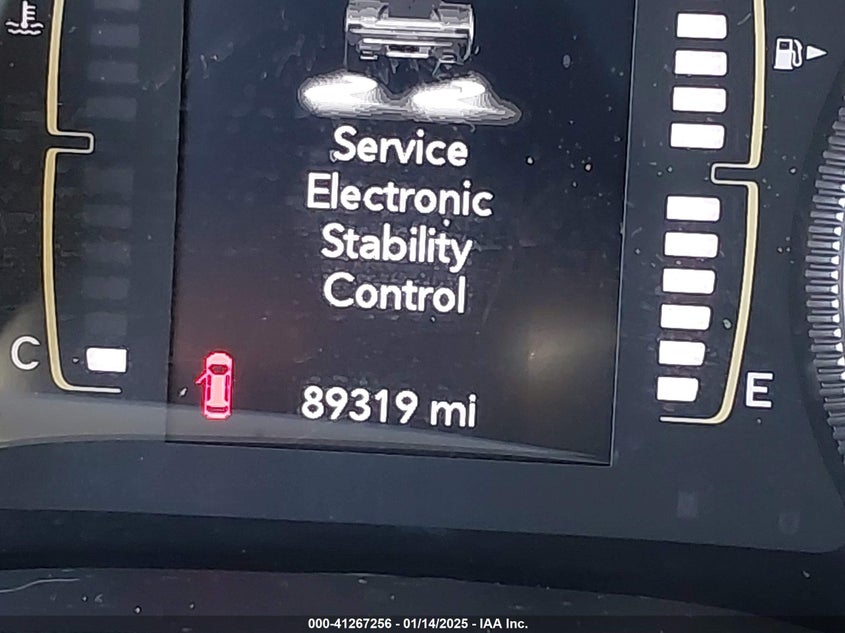 Service
Electronic
Stability
Control
C
E
89319 mi
000-41267256 - 01/14/2025 - IAA Inc.